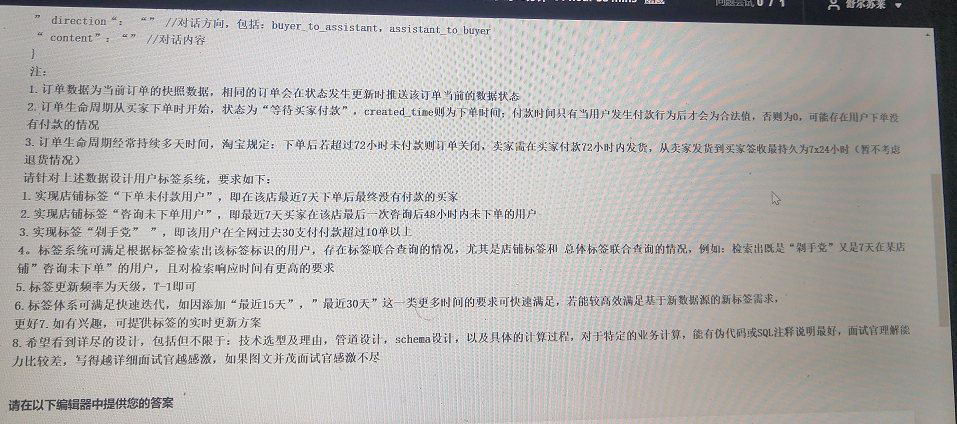 ” direction“： “” //对话方向，包括：buyer_to_assistant，assistant_to_buyer
“ content”：“” //对话内容
}
注：
1. 订单数据为当前订单的快照数据，相同的订单会在状态发生更新时推送该订单当前的数据状态
2. 订单生命周期从买家下单时开始，状态为“等待买家付款”，created_time则为下单时间；付款时间只有当用户发生付款行为后才会为合法值，否则为0，可能存在用户下单没
有付款的情况
3. 订单生命周期经常持续多天时间，淘宝规定：下单后若超过72小时未付款则订单关闭、卖家需在买家付款72小时内发货，从卖家发货到买家签收最持久为7x24小时（暂不考虑
退货情况）
请针对上述数据设计用户标签系统，要求如下：
1. 实现店铺标签“下单未付款用户”，即在该店最近7天下单后最终没有付款的买家
2. 实现店铺标签“咨询未下单用户”，即最近7天买家在该店最后一次咨询后48小时内未下单的用户
3. 实现标签“剁手党” ”，即该用户在全网过去30支付付款超过10单以上
4。标签系统可满足根据标签检索出该标签标识的用户，存在标签联合查询的情况，尤其是店铺标签和 总体标签联合查询的情况，例如：检索出既是“剁手党”又是7天在某店
铺”咨询未下单”的用户，且对检索响应时间有更高的要求
5. 标签更新频率为天级，T-1即可
6. 标签体系可满足快速迭代，如因添加“最近15天”，”最近30天”这一类更多时间的要求可快速满足，若能较高效满足基于新数据源的新标签需求，
更好7. 如有兴趣，可提供标签的实时更新方案
8. 希望看到详尽的设计，包括但不限于：技术选型及理由，管道设计，schema设计，以及具体的计算过程，对于特定的业务计算，能有伪代码或SQL注释说明最好，面试官理解能
力比较差，写得越详细面试官越感激，如果图文并茂面试官感激不尽
请在以下编辑器中提供您的答案